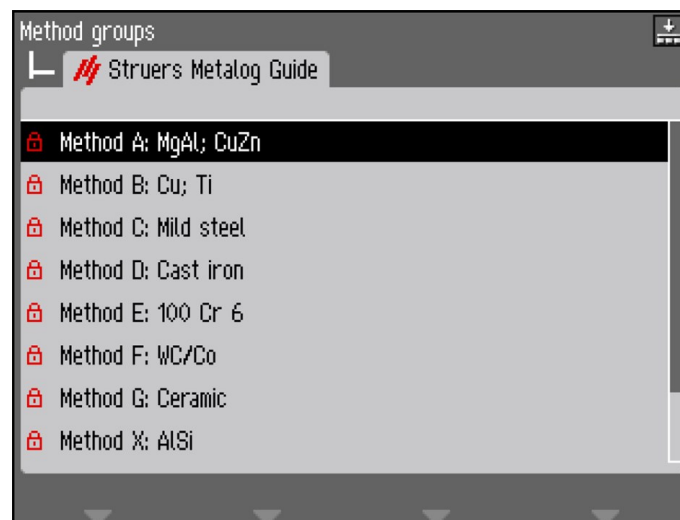 Method groups
Struers Metalog Guide
Method A: MgAl; CuZn
Method B: Cu; Ti
Method C: Mild steel
Method D: Cast iron
Method E: 100 Cr 6
Method F: WC/Co
Method G: Ceramic
Method X: AlSi